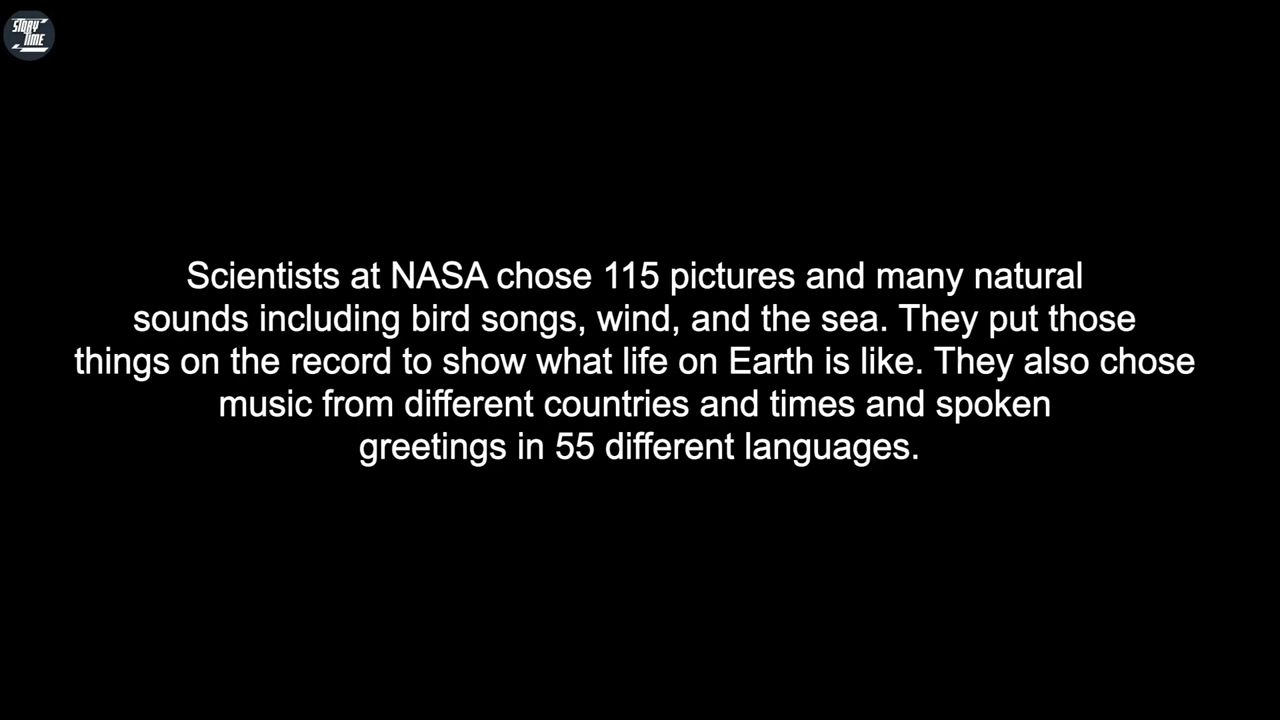 STORY
TIME
Scientists at NASA chose 115 pictures and many natural
sounds including bird songs, wind, and the sea. They put those
things on the record to show what life on Earth is like. They also chose
music from different countries and times and spoken
greetings in 55 different languages.